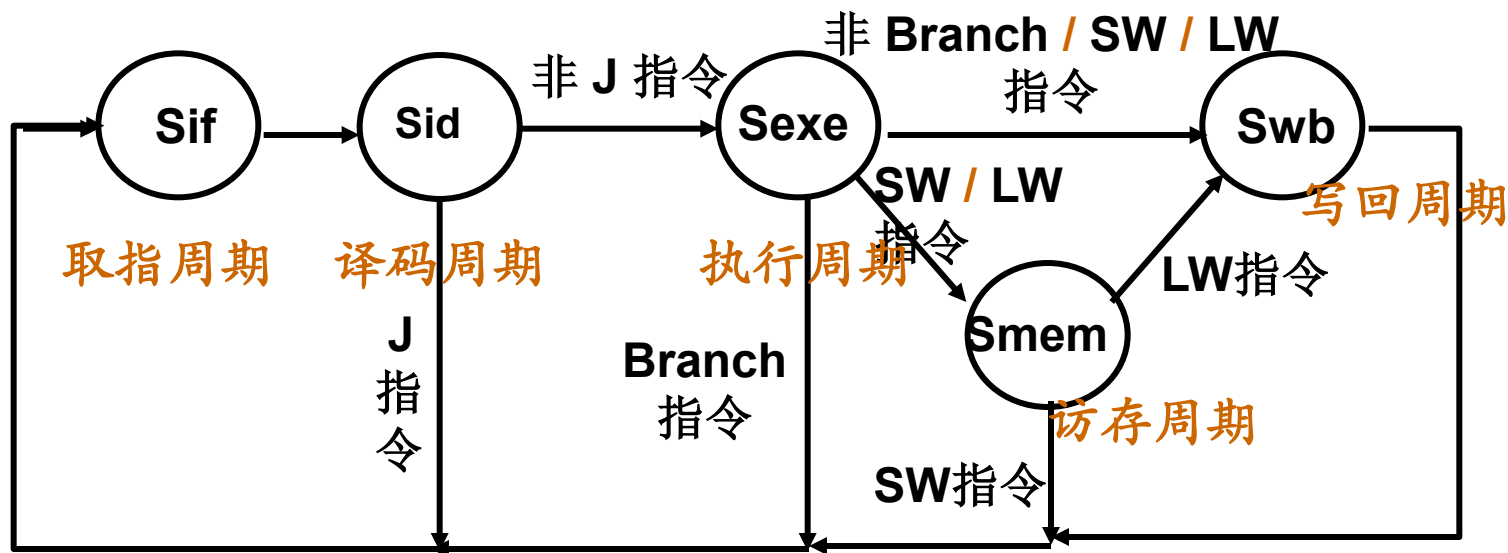 非 Branch / SW / LW
指令
非 J 指令
Sif
Sid
Sexe
Swb
SW / LW
指令
写回周期
取指周期
译码周期
执行周期
LW指令
J
指
令
Branch
指令
Smem
访存周期
SW指令